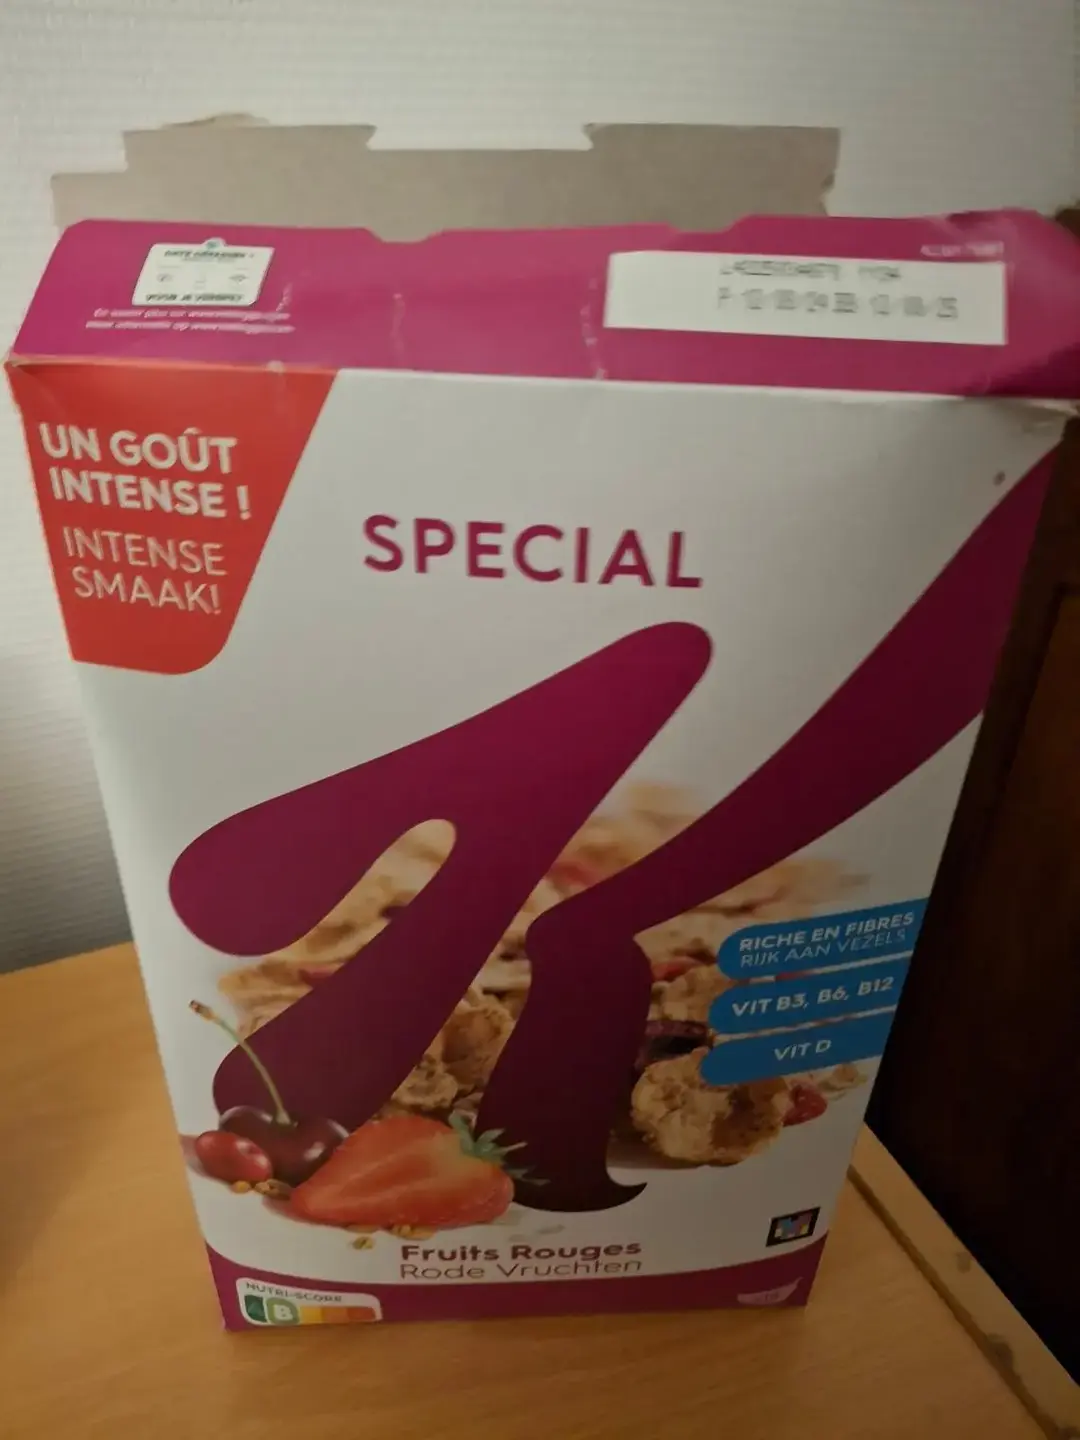 UN GOÛT
INTENSE !
INTENSE
SMAAK!
SPECIAL
K
RICHE EN FIBRES
RIJK AAN VEZELS
VIT B3, B6, B12
VIT D
Fruits Rouges
Rode Vruchten
NUTRI-SCORE
B